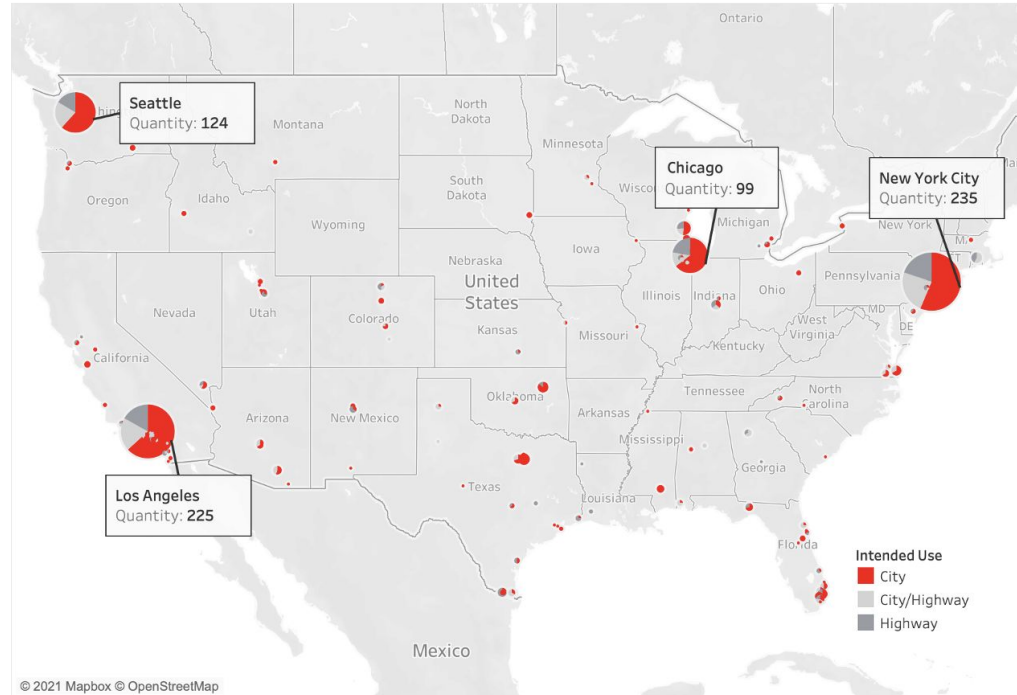 Ontario
Seattle
Quantity: 124
Montana
North
Dakota
Minnesota
Chicago
Quantity: 99
New York City
Quantity: 235
Oregon
Idaho
South
Dakota
Michigan
Wyoming
New York
Iowa
Nebraska
Nevada
Utah
United
States
Illinois
Indiana
Ohio
Pennsylvania
Colorado
Kansas
Missouri
West
Virginia
MD
DE
California
Kentucky
Arizona
New Mexico
Oklahoma
Arkansas
Tennessee
North
Carolina
Mississippi
Georgia
Los Angeles
Quantity: 225
Texas
Louisiana
Florida
Intended Use
City
City/Highway
Highway
Mexico
© 2021 Mapbox © OpenStreetMap